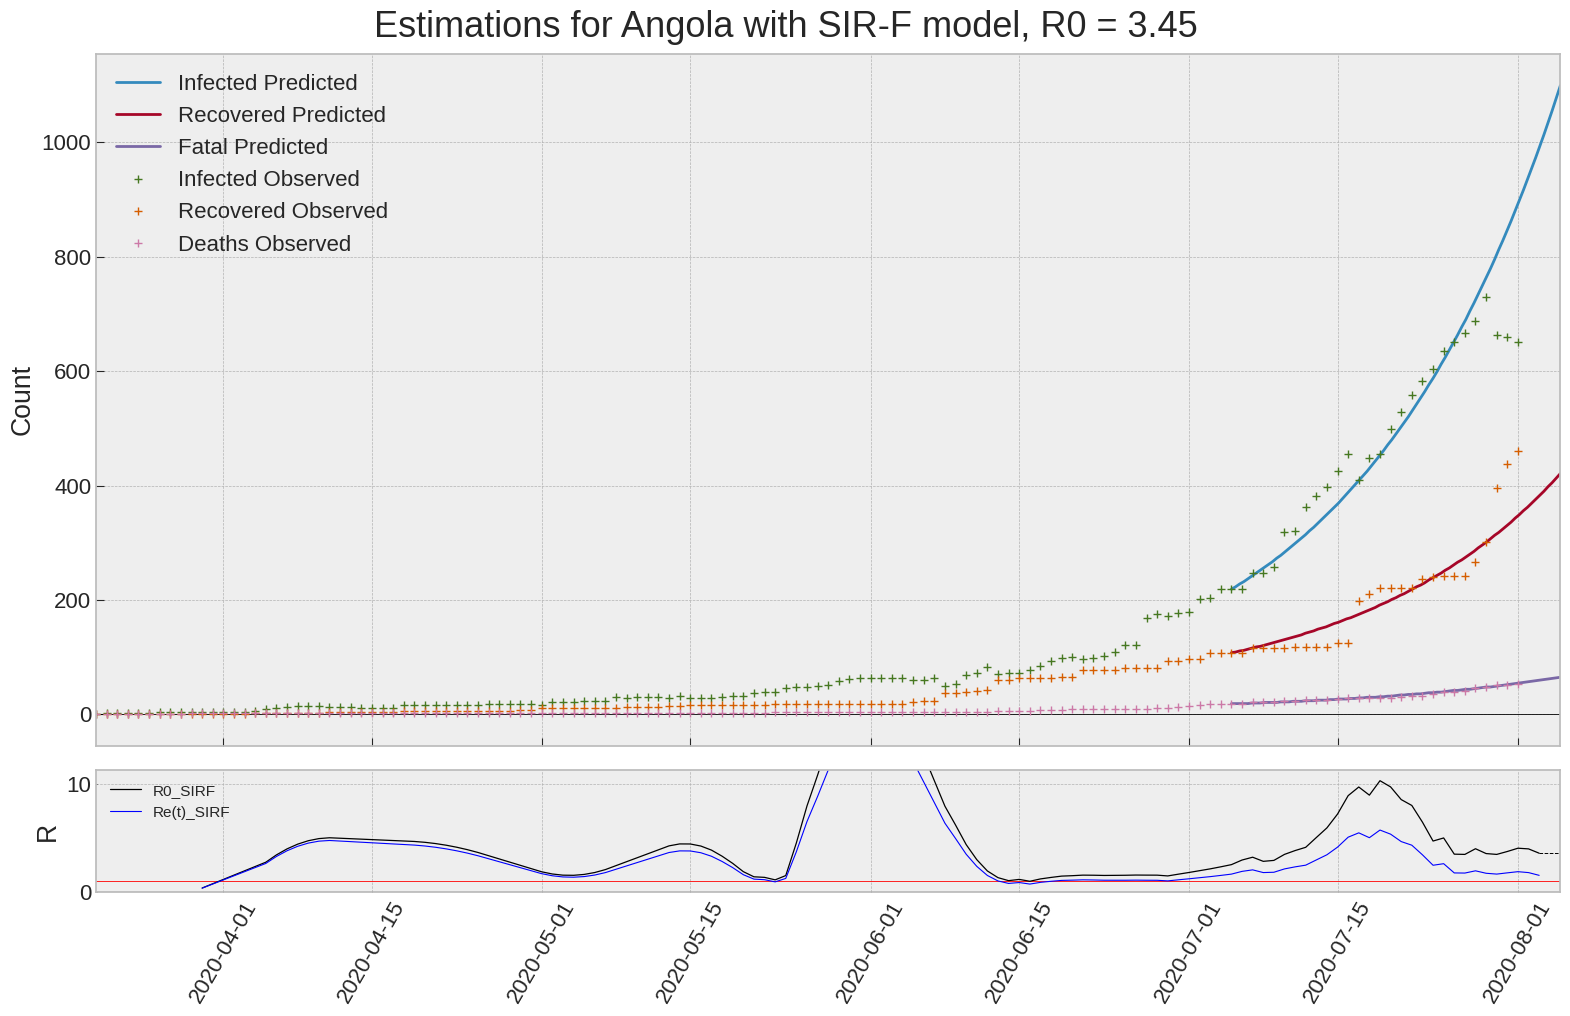 Estimations for Angola with SIR-F model, R0 = 3.45
Infected Predicted
Recovered Predicted
Fatal Predicted
Infected Observed
Recovered Observed
Deaths Observed
Count
1000
800
600
400
200
0
R0_SIRF
Re(t)_SIRF
R
10
0
2020-04-01
2020-04-15
2020-05-01
2020-05-15
2020-06-01
2020-06-15
2020-07-01
2020-07-15
2020-08-01